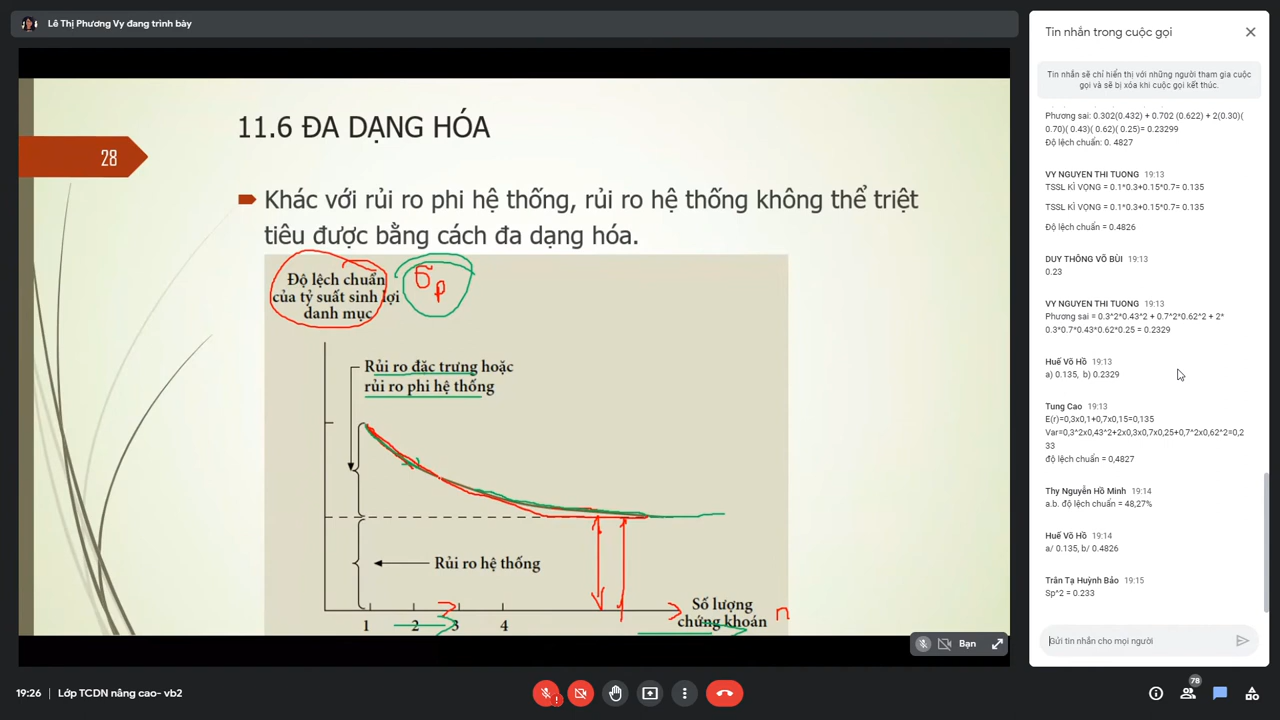 Lê Thị Phương Vy đang trình bày
11.6 ĐA DẠNG HÓA
28
Khác với rủi ro phi hệ thống, rủi ro hệ thống không thể triệt
tiêu được bằng cách đa dạng hóa.
Độ lệch chuẩn
của tỷ suất sinh lợi
danh mục
σp
Rủi ro đăc trưng hoặc
rủi ro phi hệ thống
Rủi ro hệ thống
Số lượng
chứng khoán
n
1 2 3 4
Bạn
19:26 Lớp TCDN nâng cao- vb2
Tin nhắn trong cuộc gọi
Tin nhắn sẽ chỉ hiển thị với những người tham gia cuộc
gọi và sẽ bị xóa khi cuộc gọi kết thúc.
Phương sai: 0.302(0.432) + 0.702 (0.622) + 2(0.30)(
0.70)( 0.43)( 0.62)( 0.25)= 0.23299
Độ lệch chuẩn: 0. 4827
VY NGUYEN THI TUONG 19:13
TSSL KÌ VỌNG = 0.1*0.3+0.15*0.7= 0.135
TSSL KÌ VỌNG = 0.1*0.3+0.15*0.7= 0.135
Độ lệch chuẩn = 0.4826
DUY THÔNG VÕ BÙI 19:13
0.23
VY NGUYEN THI TUONG 19:13
Phương sai = 0.3^2*0.43^2 + 0.7^2*0.62^2 + 2*
0.3*0.7*0.43*0.62*0.25 = 0.2329
Huế Võ Hồ 19:13
a) 0.135, b) 0.2329
Tung Cao 19:13
E(r)=0,3x0,1+0,7x0,15=0,135
Var=0,3^2x0,43^2+2x0,3x0,7x0,25+0,7^2x0,62^2=0,2
33
độ lệch chuẩn = 0,4827
Thy Nguyễn Hồ Minh 19:14
a.b. độ lệch chuẩn = 48,27%
Huế Võ Hồ 19:14
a/ 0.135, b/ 0.4826
Trân Tạ Huỳnh Bảo 19:15
Sp^2 = 0.233
Gửi tin nhắn cho mọi người
78